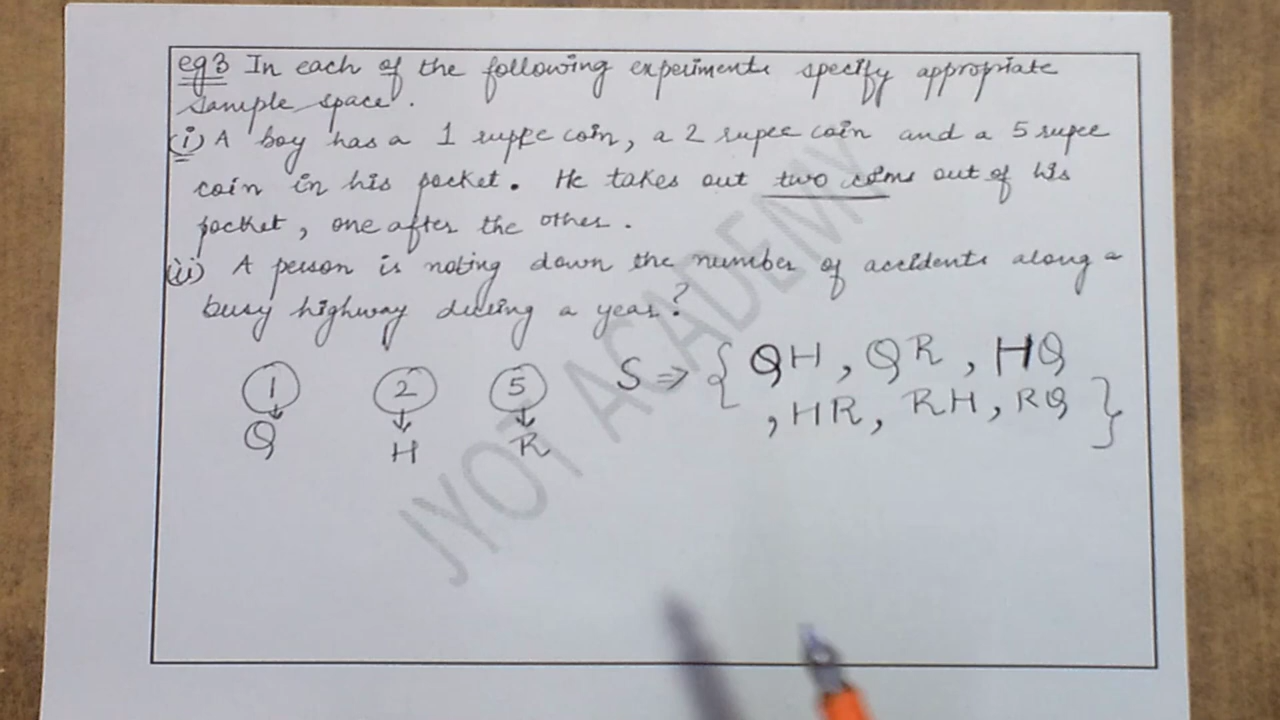 eg3 In each of the following experiments specify appropriate
sample space.
(i) A boy has a 1 ruppe coin, a 2 rupee coin and a 5 rupee
coin in his pocket. He takes out two coins out of his
pocket, one after the other.
(ii) A person is noting down the number of accidents along a
busy highway during a year?
1 2 5 S ⇒ { QH, QR, HQ
, HR, RH, RQ }
Q H R
JYOT ACADEMY